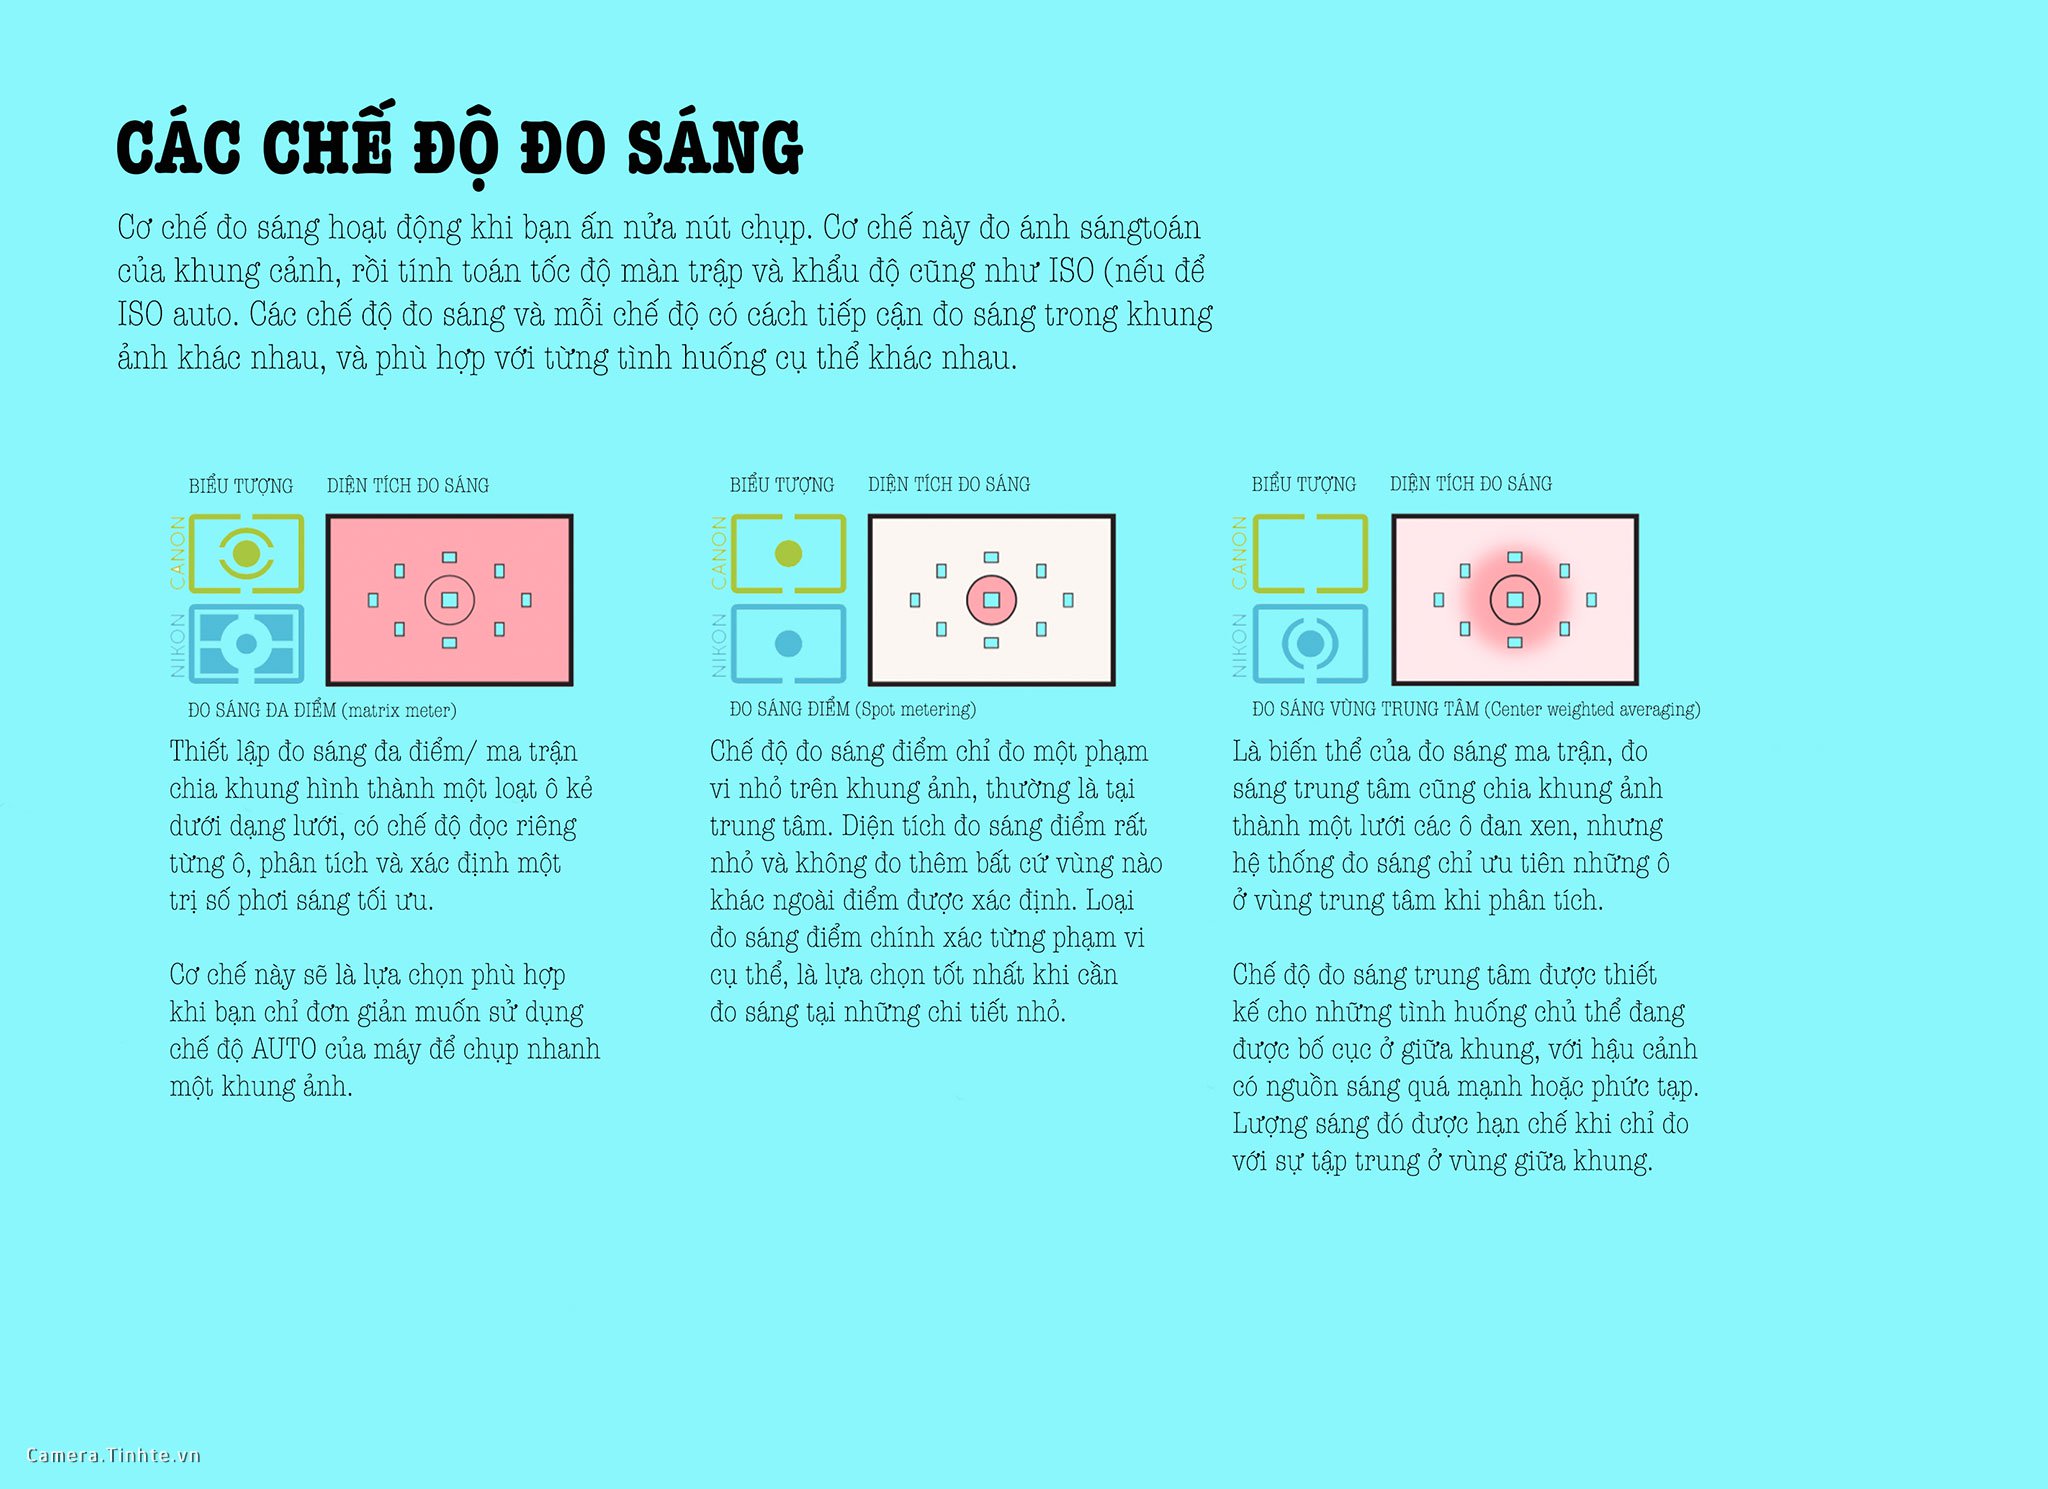 CÁC CHẾ ĐỘ ĐO SÁNG
Cơ chế đo sáng hoạt động khi bạn ấn nửa nút chụp. Cơ chế này đo ánh sángtoán
của khung cảnh, rồi tính toán tốc độ màn trập và khẩu độ cũng như ISO (nếu để
ISO auto. Các chế độ đo sáng và mỗi chế độ có cách tiếp cận đo sáng trong khung
ảnh khác nhau, và phù hợp với từng tình huống cụ thể khác nhau.
BIỂU TƯỢNG
DIỆN TÍCH ĐO SÁNG
CANON
NIKON
ĐO SÁNG ĐA ĐIỂM (matrix meter)
Thiết lập đo sáng đa điểm/ ma trận
chia khung hình thành một loạt ô kẻ
dưới dạng lưới, có chế độ đọc riêng
từng ô, phân tích và xác định một
trị số phơi sáng tối ưu.
Cơ chế này sẽ là lựa chọn phù hợp
khi bạn chỉ đơn giản muốn sử dụng
chế độ AUTO của máy để chụp nhanh
một khung ảnh.
BIỂU TƯỢNG
DIỆN TÍCH ĐO SÁNG
CANON
NIKON
ĐO SÁNG ĐIỂM (Spot metering)
Chế độ đo sáng điểm chỉ đo một phạm
vi nhỏ trên khung ảnh, thường là tại
trung tâm. Diện tích đo sáng điểm rất
nhỏ và không đo thêm bất cứ vùng nào
khác ngoài điểm được xác định. Loại
đo sáng điểm chính xác từng phạm vi
cụ thể, là lựa chọn tốt nhất khi cần
đo sáng tại những chi tiết nhỏ.
BIỂU TƯỢNG
DIỆN TÍCH ĐO SÁNG
CANON
NIKON
ĐO SÁNG VÙNG TRUNG TÂM (Center weighted averaging)
Là biến thể của đo sáng ma trận, đo
sáng trung tâm cũng chia khung ảnh
thành một lưới các ô đan xen, nhưng
hệ thống đo sáng chỉ ưu tiên những ô
ở vùng trung tâm khi phân tích.
Chế độ đo sáng trung tâm được thiết
kế cho những tình huống chủ thể đang
được bố cục ở giữa khung, với hậu cảnh
có nguồn sáng quá mạnh hoặc phức tạp.
Lượng sáng đó được hạn chế khi chỉ đo
với sự tập trung ở vùng giữa khung.
Camera.Tinhte.vn